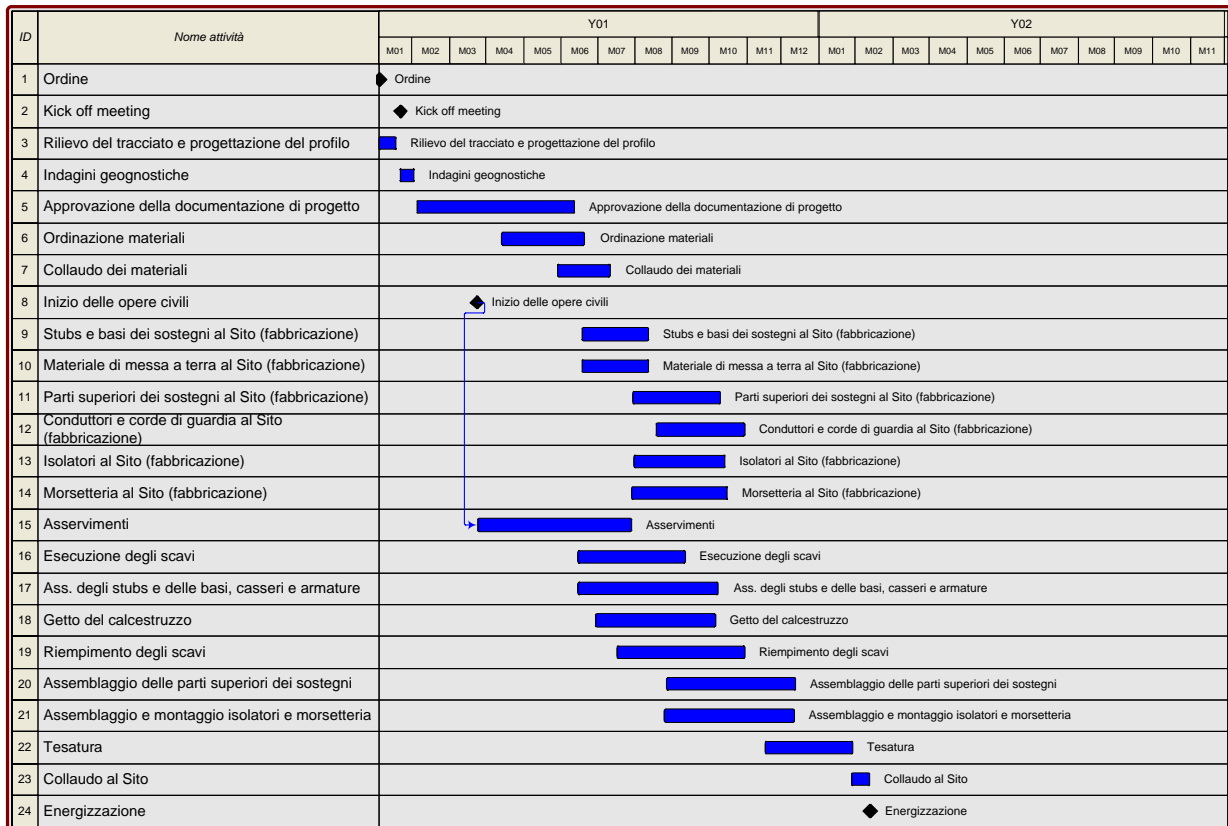 ID
Nome attività
Y01
Y02
M01 M02 M03 M04 M05 M06 M07 M08 M09 M10 M11 M12 M01 M02 M03 M04 M05 M06 M07 M08 M09 M10 M11
1 Ordine Ordine
2 Kick off meeting Kick off meeting
3 Rilievo del tracciato e progettazione del profilo Rilievo del tracciato e progettazione del profilo
4 Indagini geognostiche Indagini geognostiche
5 Approvazione della documentazione di progetto Approvazione della documentazione di progetto
6 Ordinazione materiali Ordinazione materiali
7 Collaudo dei materiali Collaudo dei materiali
8 Inizio delle opere civili Inizio delle opere civili
9 Stubs e basi dei sostegni al Sito (fabbricazione) Stubs e basi dei sostegni al Sito (fabbricazione)
10 Materiale di messa a terra al Sito (fabbricazione) Materiale di messa a terra al Sito (fabbricazione)
11 Parti superiori dei sostegni al Sito (fabbricazione) Parti superiori dei sostegni al Sito (fabbricazione)
12 Conduttori e corde di guardia al Sito
(fabbricazione) Conduttori e corde di guardia al Sito (fabbricazione)
13 Isolatori al Sito (fabbricazione) Isolatori al Sito (fabbricazione)
14 Morsetteria al Sito (fabbricazione) Morsetteria al Sito (fabbricazione)
15 Asservimenti Asservimenti
16 Esecuzione degli scavi Esecuzione degli scavi
17 Ass. degli stubs e delle basi, casseri e armature Ass. degli stubs e delle basi, casseri e armature
18 Getto del calcestruzzo Getto del calcestruzzo
19 Riempimento degli scavi Riempimento degli scavi
20 Assemblaggio delle parti superiori dei sostegni Assemblaggio delle parti superiori dei sostegni
21 Assemblaggio e montaggio isolatori e morsetteria Assemblaggio e montaggio isolatori e morsetteria
22 Tesatura Tesatura
23 Collaudo al Sito Collaudo al Sito
24 Energizzazione Energizzazione